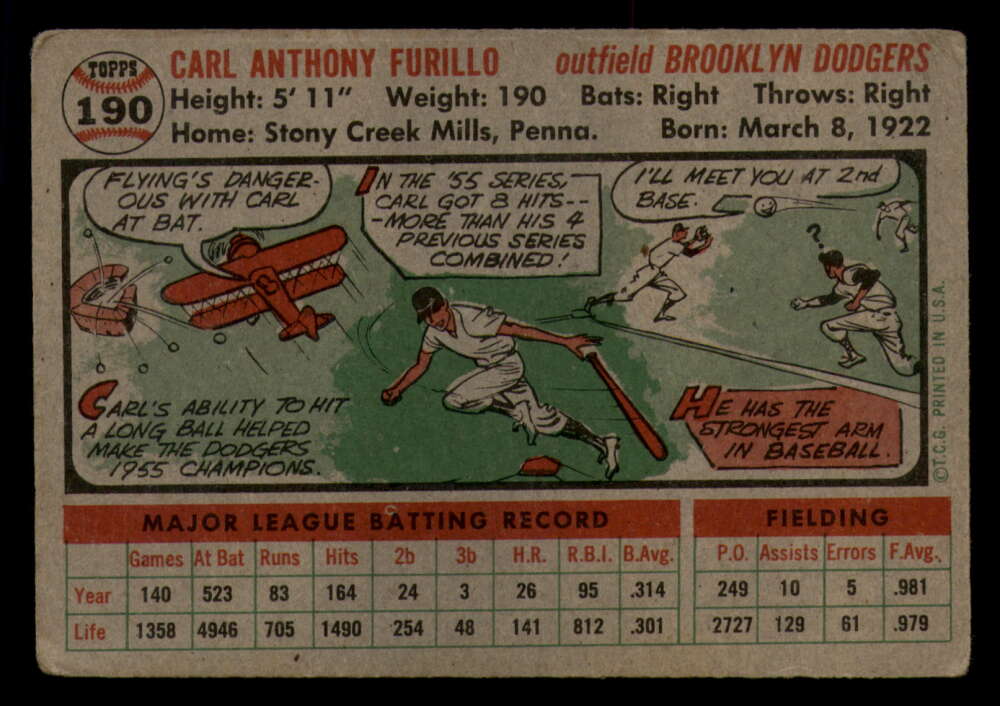 TOPPS
190
CARL ANTHONY FURILLO outfield BROOKLYN DODGERS
Height: 5' 11" Weight: 190 Bats: Right Throws: Right
Home: Stony Creek Mills, Penna. Born: March 8, 1922
FLYING'S DANGER-
OUS WITH CARL
AT BAT.
IN THE '55 SERIES,
CARL GOT 8 HITS--
-MORE THAN HIS 4
PREVIOUS SERIES
COMBINED!
I'LL MEET YOU AT 2nd
BASE.
?
CARL'S ABILITY TO HIT
A LONG BALL HELPED
MAKE THE DODGERS
1955 CHAMPIONS.
HE HAS THE
STRONGEST ARM
IN BASEBALL.
©T.C.G. PRINTED IN U.S.A.
MAJOR LEAGUE BATTING RECORD FIELDING
Games At Bat Runs Hits 2b 3b H.R. R.B.I. B.Avg. P.O. Assists Errors F.Avg.
Year 140 523 83 164 24 3 26 95 .314 249 10 5 .981
Life 1358 4946 705 1490 254 48 141 812 .301 2727 129 61 .979